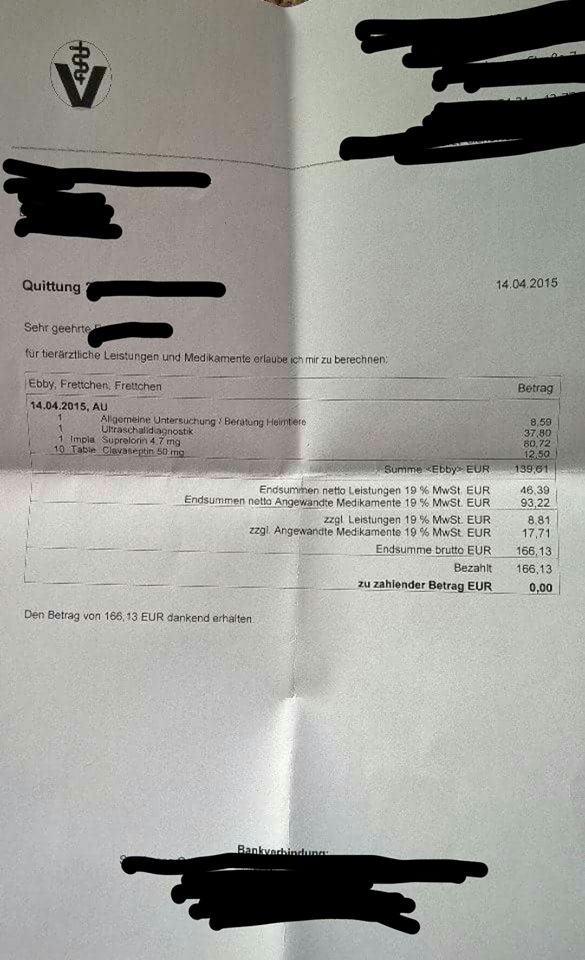 V
Quittung
14.04.2015
Sehr geehrte
für tierärztliche Leistungen und Medikamente erlaube ich mir zu berechnen:
Ebby, Frettchen, Frettchen Betrag
14.04.2015, AU
1 Allgemeine Untersuchung / Beratung Heimtiere 8,59
1 Ultraschalldiagnostik 37,80
1 Impla Suprelorin 4,7 mg 80,72
10 Table Clavaseptin 50 mg 12,50
Summe <Ebby> EUR 139,61
Endsummen netto Leistungen 19 % MwSt. EUR 46,39
Endsummen netto Angewandte Medikamente 19 % MwSt. EUR 93,22
zzgl. Leistungen 19 % MwSt. EUR 8,81
zzgl. Angewandte Medikamente 19 % MwSt. EUR 17,71
Endsumme brutto EUR 166,13
Bezahlt 166,13
zu zahlender Betrag EUR 0,00
Den Betrag von 166,13 EUR dankend erhalten.
Bankverbindung: